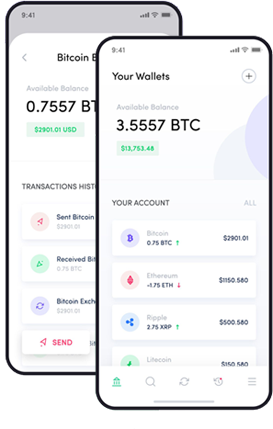 9:41
Bitcoin
Available Balance
0.7557 BT
$2901.01 USD
TRANSACTIONS HIST
Sent Bitcoin
$2901.01
Received Bit
0.75 BTC
Bitcoin Exch
$2901.01
SEND
9:41
Your Wallets
Available Balance
3.5557 BTC
$13,753.48
YOUR ACCOUNT ALL
Bitcoin
0.75 BTC ↑
$2901.01
Ethereum
-1.75 ETH ↓
$1150.580
Ripple
2.75 XRP ↑
$500.580
Litecoin
$150.580